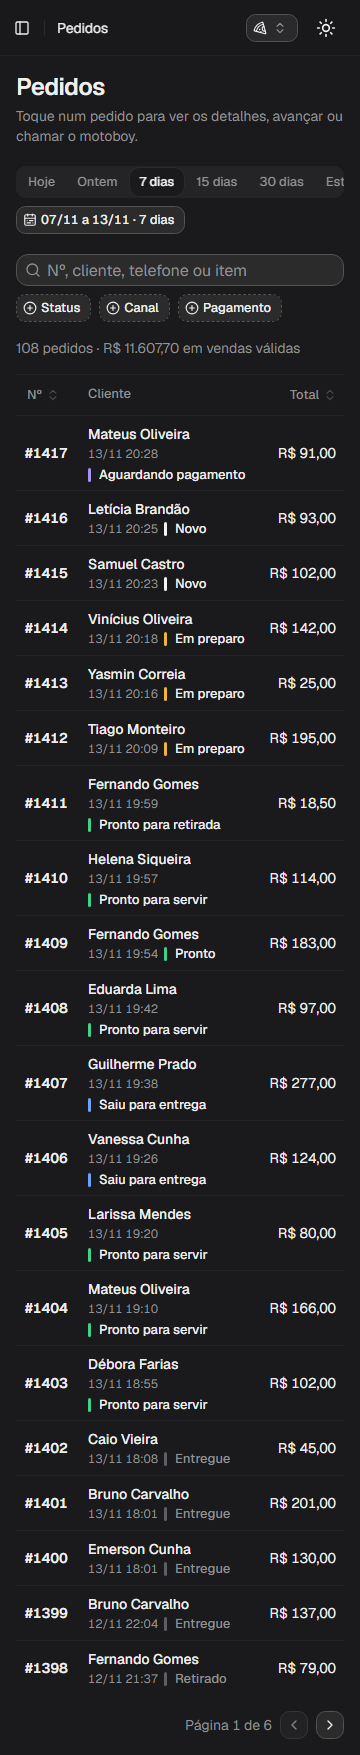 Pedidos
Pedidos
Toque num pedido para ver os detalhes, avançar ou
chamar o motoboy.
Hoje Ontem 7 dias 15 dias 30 dias Est
07/11 a 13/11 · 7 dias
Nº, cliente, telefone ou item
Status Canal Pagamento
108 pedidos · R$ 11.607,70 em vendas válidas
Nº Cliente Total
Mateus Oliveira
#1417 13/11 20:28 R$ 91,00
Aguardando pagamento
Letícia Brandão
#1416 13/11 20:25 Novo R$ 93,00
Samuel Castro
#1415 13/11 20:23 Novo R$ 102,00
Vinícius Oliveira
#1414 13/11 20:18 Em preparo R$ 142,00
Yasmin Correia
#1413 13/11 20:16 Em preparo R$ 25,00
Tiago Monteiro
#1412 13/11 20:09 Em preparo R$ 195,00
Fernando Gomes
#1411 13/11 19:59 R$ 18,50
Pronto para retirada
Helena Siqueira
#1410 13/11 19:57 R$ 114,00
Pronto para servir
Fernando Gomes
#1409 13/11 19:54 Pronto R$ 183,00
Eduarda Lima
#1408 13/11 19:42 R$ 97,00
Pronto para servir
Guilherme Prado
#1407 13/11 19:38 R$ 277,00
Saiu para entrega
Vanessa Cunha
#1406 13/11 19:26 R$ 124,00
Saiu para entrega
Larissa Mendes
#1405 13/11 19:20 R$ 80,00
Pronto para servir
Mateus Oliveira
#1404 13/11 19:10 R$ 166,00
Pronto para servir
Débora Farias
#1403 13/11 18:55 R$ 102,00
Pronto para servir
Caio Vieira
#1402 13/11 18:08 Entregue R$ 45,00
Bruno Carvalho
#1401 13/11 18:01 Entregue R$ 201,00
Emerson Cunha
#1400 13/11 18:01 Entregue R$ 130,00
Bruno Carvalho
#1399 12/11 22:04 Entregue R$ 137,00
Fernando Gomes
#1398 12/11 21:37 Retirado R$ 79,00
Página 1 de 6